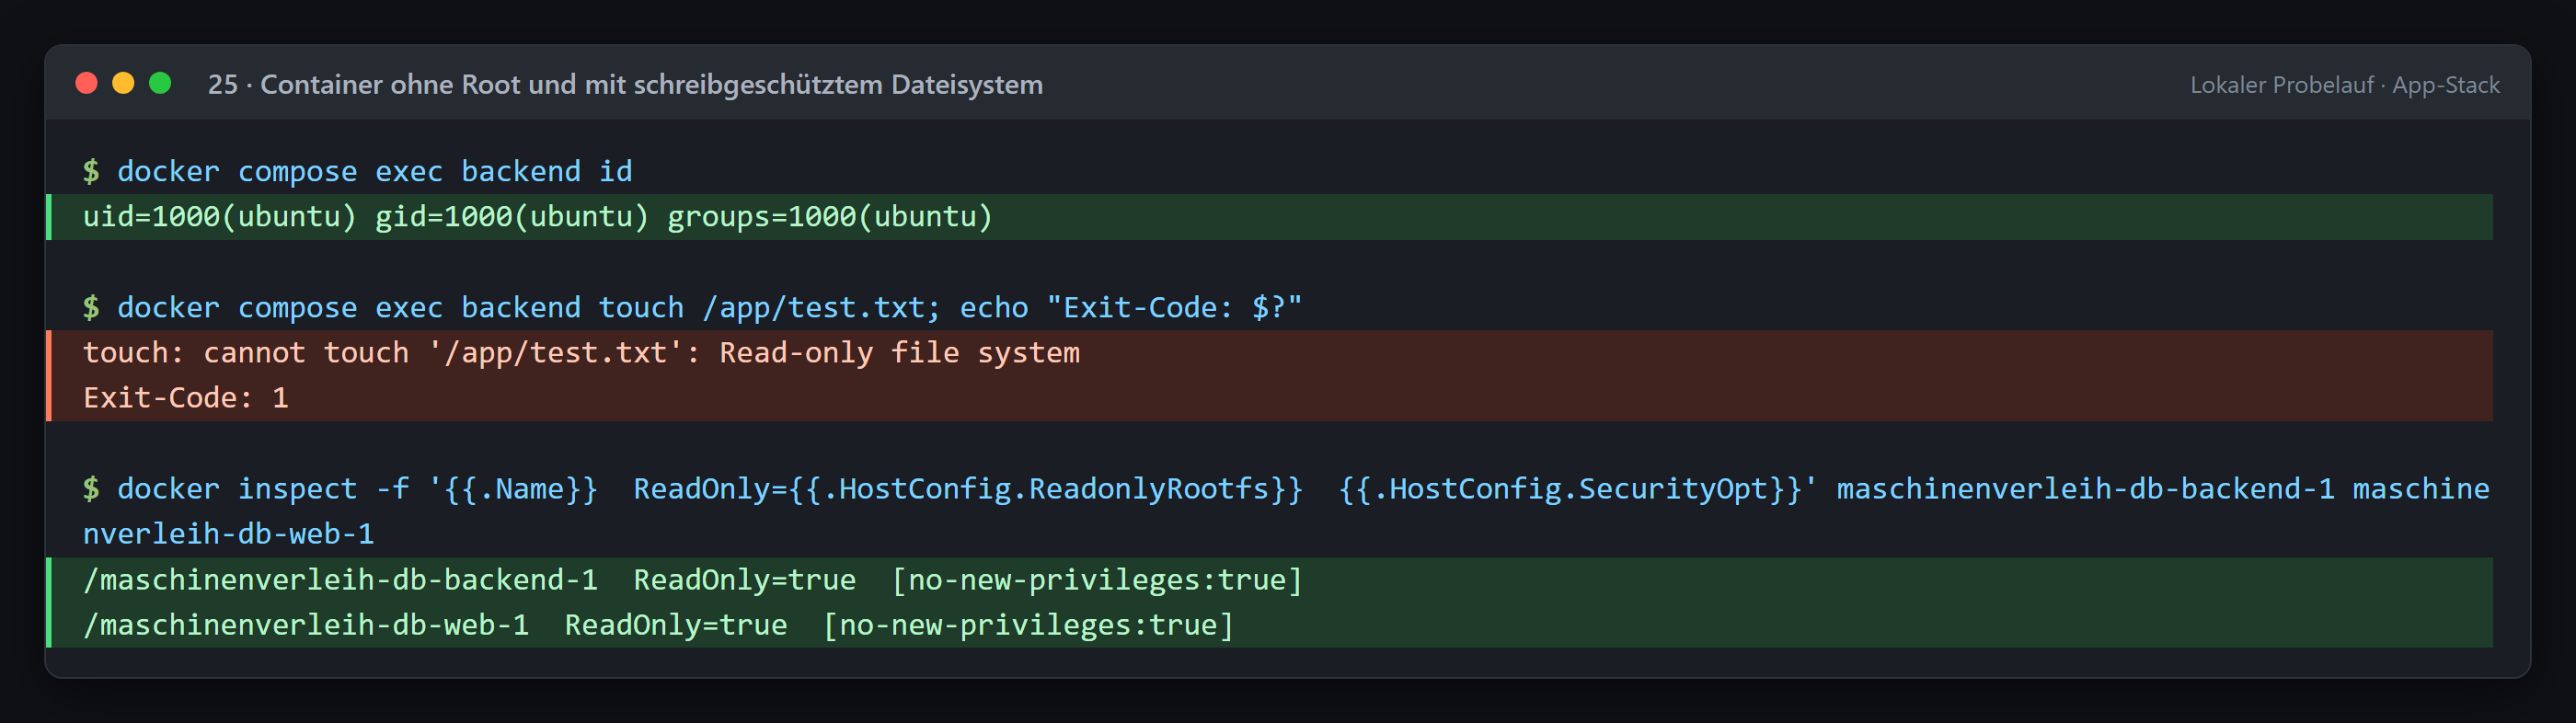 25 · Container ohne Root und mit schreibgeschütztem Dateisystem
Lokaler Probelauf · App-Stack
$ docker compose exec backend id
uid=1000(ubuntu) gid=1000(ubuntu) groups=1000(ubuntu)
$ docker compose exec backend touch /app/test.txt; echo "Exit-Code: $?"
touch: cannot touch '/app/test.txt': Read-only file system
Exit-Code: 1
$ docker inspect -f '{{.Name}}  ReadOnly={{.HostConfig.ReadonlyRootfs}}  {{.HostConfig.SecurityOpt}}' maschinenverleih-db-backend-1 maschine
nverleih-db-web-1
/maschinenverleih-db-backend-1  ReadOnly=true  [no-new-privileges:true]
/maschinenverleih-db-web-1  ReadOnly=true  [no-new-privileges:true]